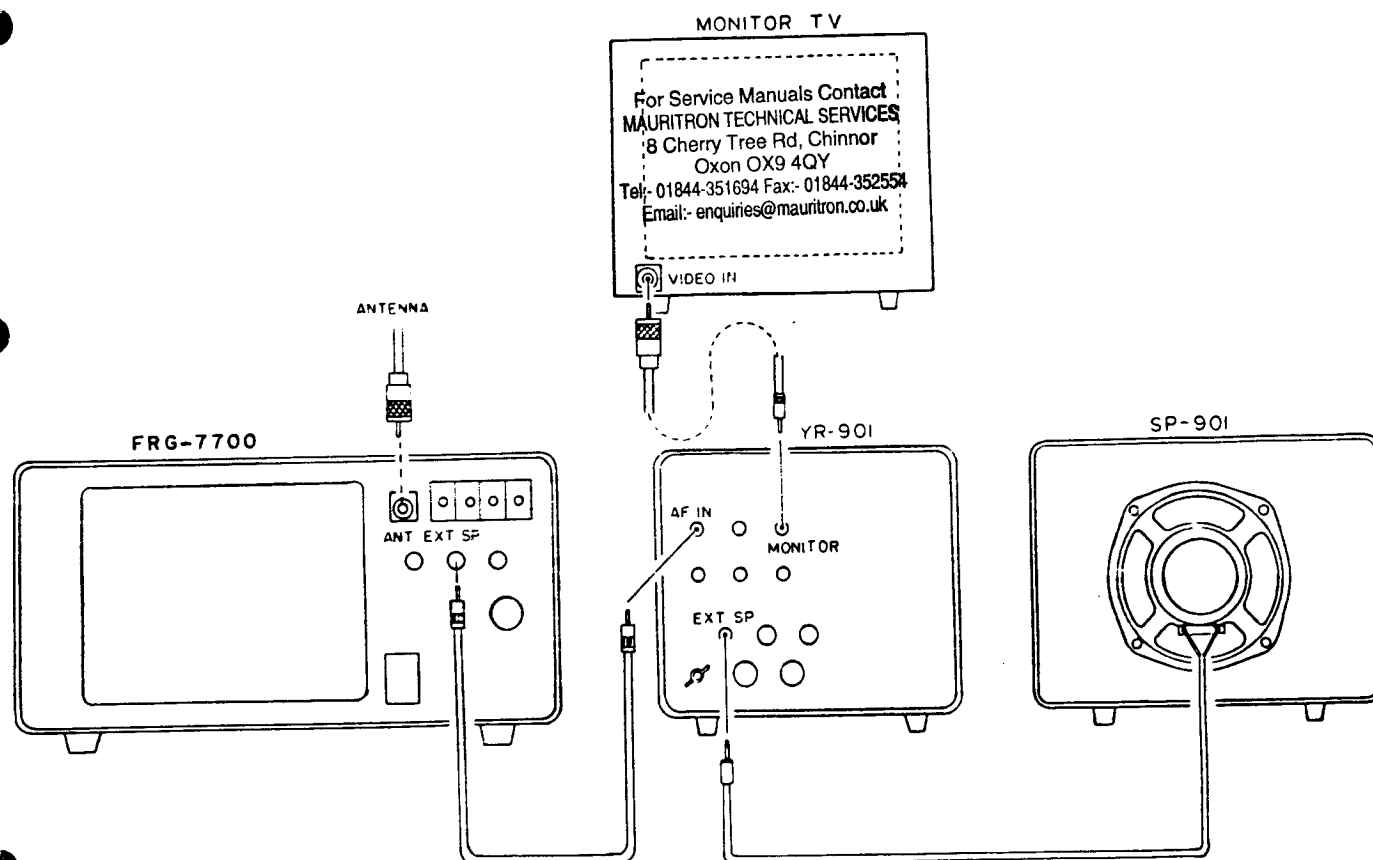 MONITOR TV
For Service Manuals Contact
MAURITRON TECHNICAL SERVICES
8 Cherry Tree Rd, Chinnor
Oxon OX9 4QY
Tel:- 01844-351694 Fax:- 01844-352554
Email:- enquiries@mauritron.co.uk
VIDEO IN
ANTENNA
FRG-7700
YR-901
SP-901
ANT EXT SP
AF IN
MONITOR
EXT SP